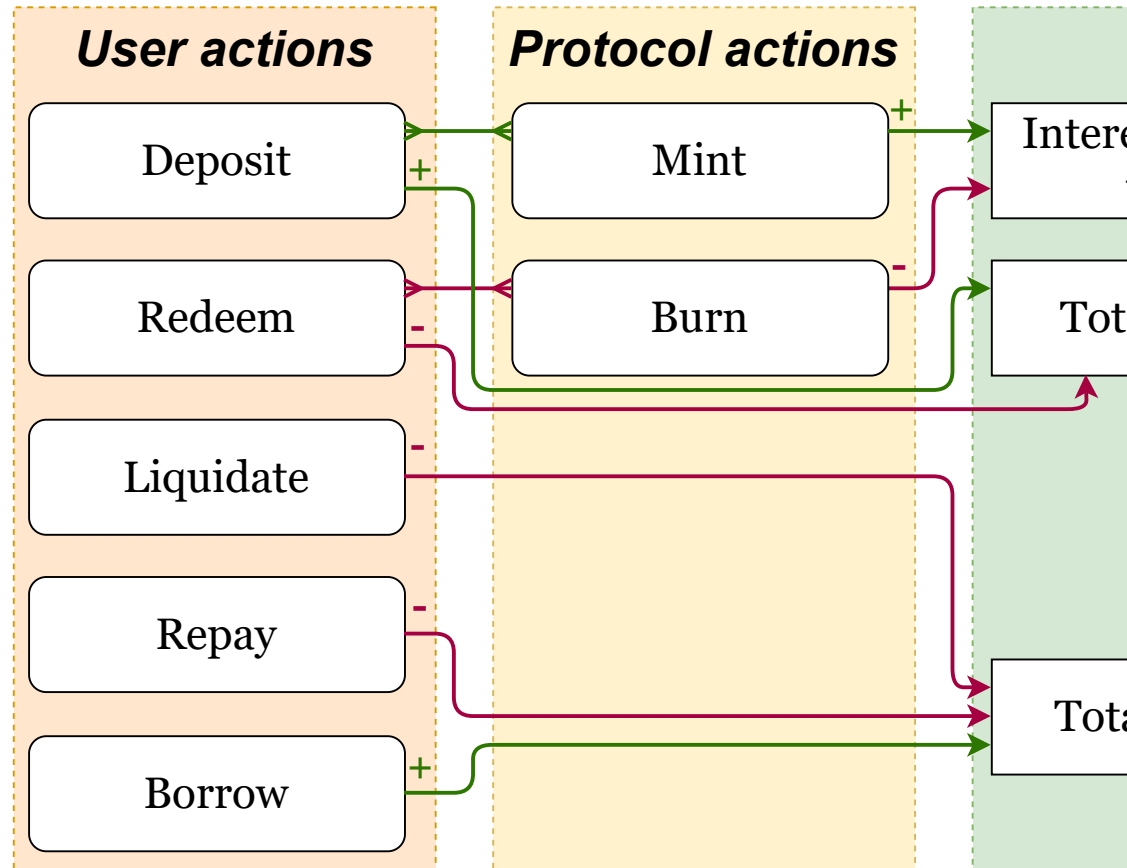 User actions
Protocol actions
Deposit
+
Mint
+
Redeem
-
Burn
-
Liquidate
-
Repay
-
Borrow
+